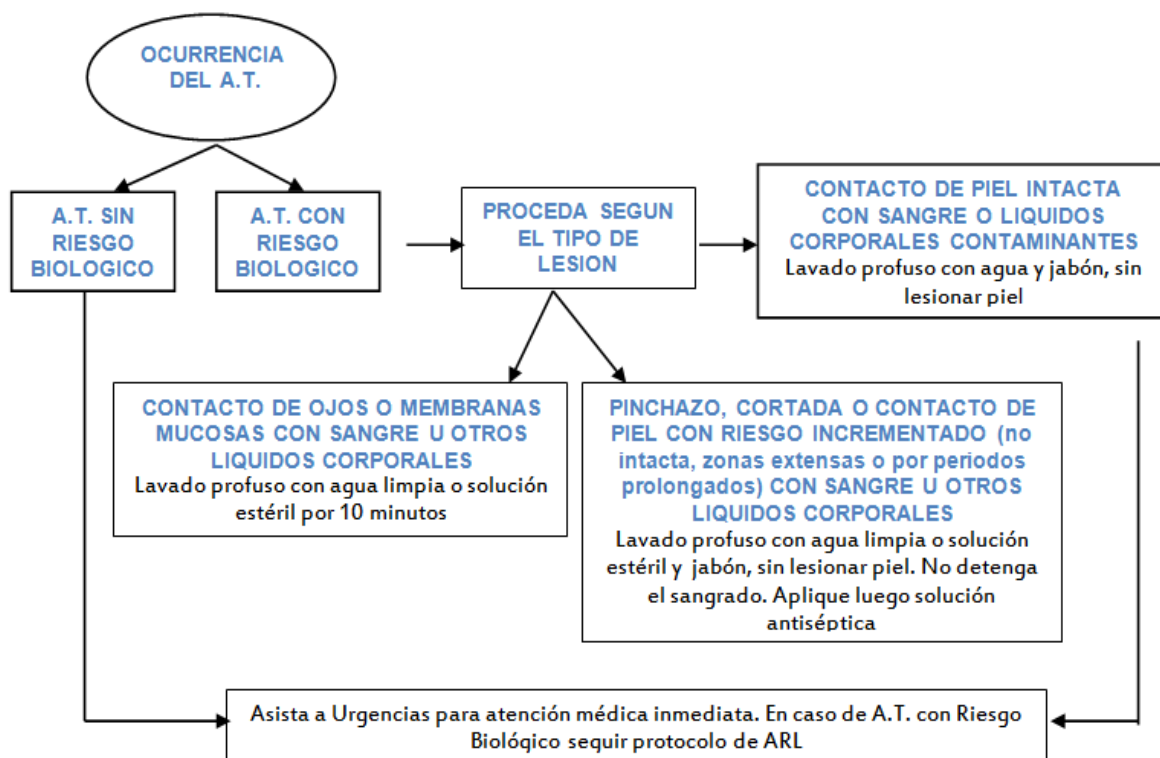 OCURRENCIA
DEL A.T.
A.T. SIN
RIESGO
BIOLOGICO
A.T. CON
RIESGO
BIOLOGICO
PROCEDA SEGUN
EL TIPO DE
LESION
CONTACTO DE PIEL INTACTA
CON SANGRE O LIQUIDOS
CORPORALES CONTAMINANTES
Lavado profuso con agua y jabón, sin
lesionar piel
CONTACTO DE OJOS O MEMBRANAS
MUCOSAS CON SANGRE U OTROS
LIQUIDOS CORPORALES
Lavado profuso con agua limpia o solución
estéril por 10 minutos
PINCHAZO, CORTADA O CONTACTO DE
PIEL CON RIESGO INCREMENTADO (no
intacta, zonas extensas o por periodos
prolongados) CON SANGRE U OTROS
LIQUIDOS CORPORALES
Lavado profuso con agua limpia o solución
estéril y jabón, sin lesionar piel. No detenga
el sangrado. Aplique luego solución
antiséptica
Asista a Urgencias para atención médica inmediata. En caso de A.T. con Riesgo
Biológico seguir protocolo de ARL